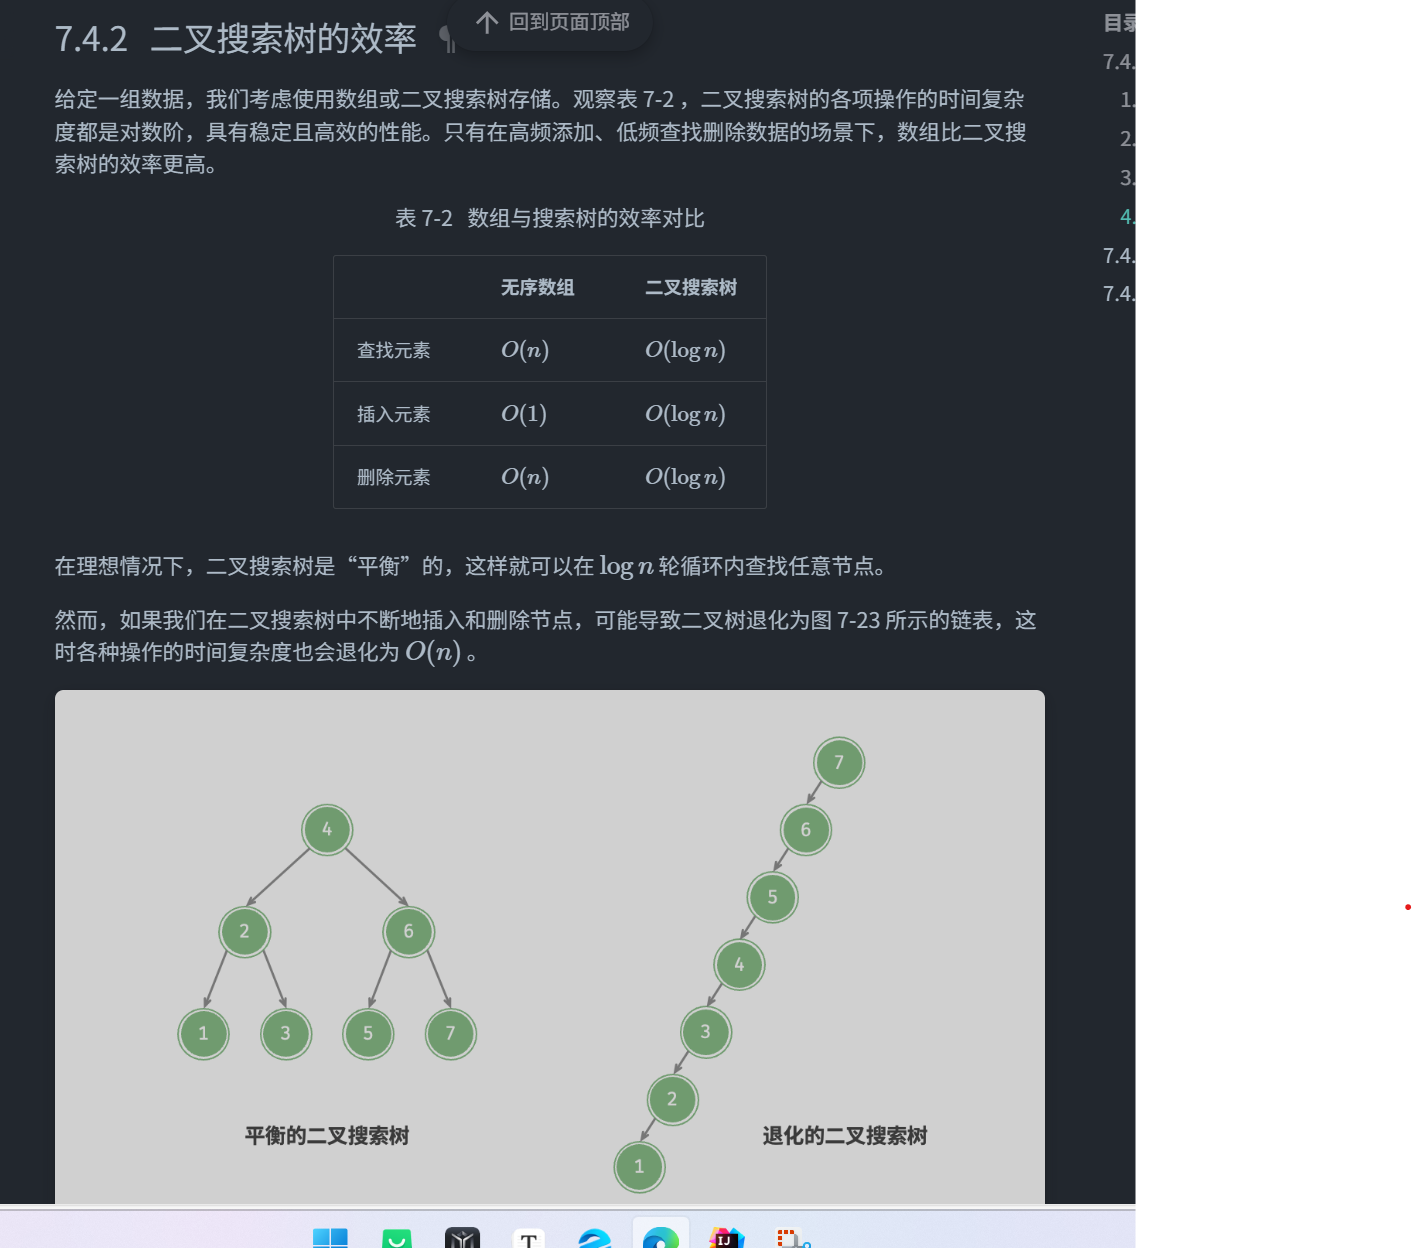 回到页面顶部
7.4.2 二叉搜索树的效率 ¶
给定一组数据，我们考虑使用数组或二叉搜索树存储。观察表 7-2 ，二叉搜索树的各项操作的时间复杂
度都是对数阶，具有稳定且高效的性能。只有在高频添加、低频查找删除数据的场景下，数组比二叉搜
索树的效率更高。
表 7-2 数组与搜索树的效率对比
无序数组 二叉搜索树
查找元素 O(n) O(log n)
插入元素 O(1) O(log n)
删除元素 O(n) O(log n)
在理想情况下，二叉搜索树是“平衡”的，这样就可以在 log n 轮循环内查找任意节点。
然而，如果我们在二叉搜索树中不断地插入和删除节点，可能导致二叉树退化为图 7-23 所示的链表，这
时各种操作的时间复杂度也会退化为 O(n) 。
4
2 6
1 3 5 7
平衡的二叉搜索树
7
6
5
4
3
2
1
退化的二叉搜索树
目录
7.4.
1.
2.
3.
4.
7.4.
7.4.
T
IJ